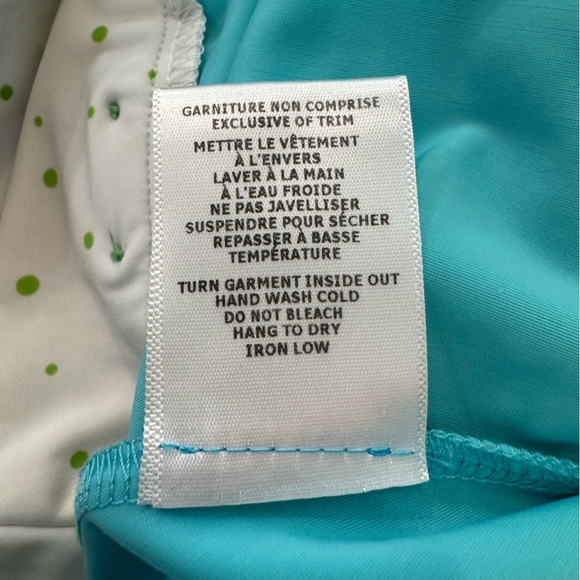 GARNITURE NON COMPRISE
EXCLUSIVE OF TRIM
METTRE LE VÊTEMENT
À L'ENVERS
LAVER À LA MAIN
À L'EAU FROIDE
NE PAS JAVELLISER
SUSPENDRE POUR SÉCHER
REPASSER À BASSE
TEMPÉRATURE
TURN GARMENT INSIDE OUT
HAND WASH COLD
DO NOT BLEACH
HANG TO DRY
IRON LOW